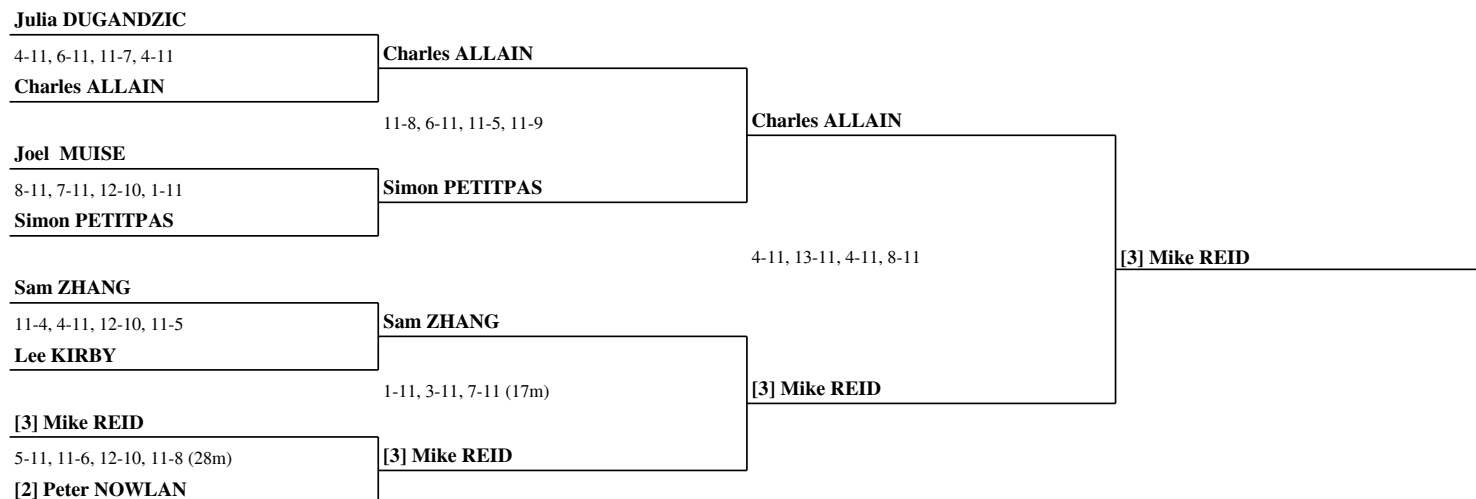 Julia DUGANDZIC
4-11, 6-11, 11-7, 4-11
Charles ALLAIN
Charles ALLAIN
11-8, 6-11, 11-5, 11-9
Charles ALLAIN
Joel MUISE
8-11, 7-11, 12-10, 1-11
Simon PETITPAS
Simon PETITPAS
4-11, 13-11, 4-11, 8-11
[3] Mike REID
Sam ZHANG
11-4, 4-11, 12-10, 11-5
Sam ZHANG
Lee KIRBY
1-11, 3-11, 7-11 (17m)
[3] Mike REID
[3] Mike REID
5-11, 11-6, 12-10, 11-8 (28m)
[3] Mike REID
[2] Peter NOWLAN